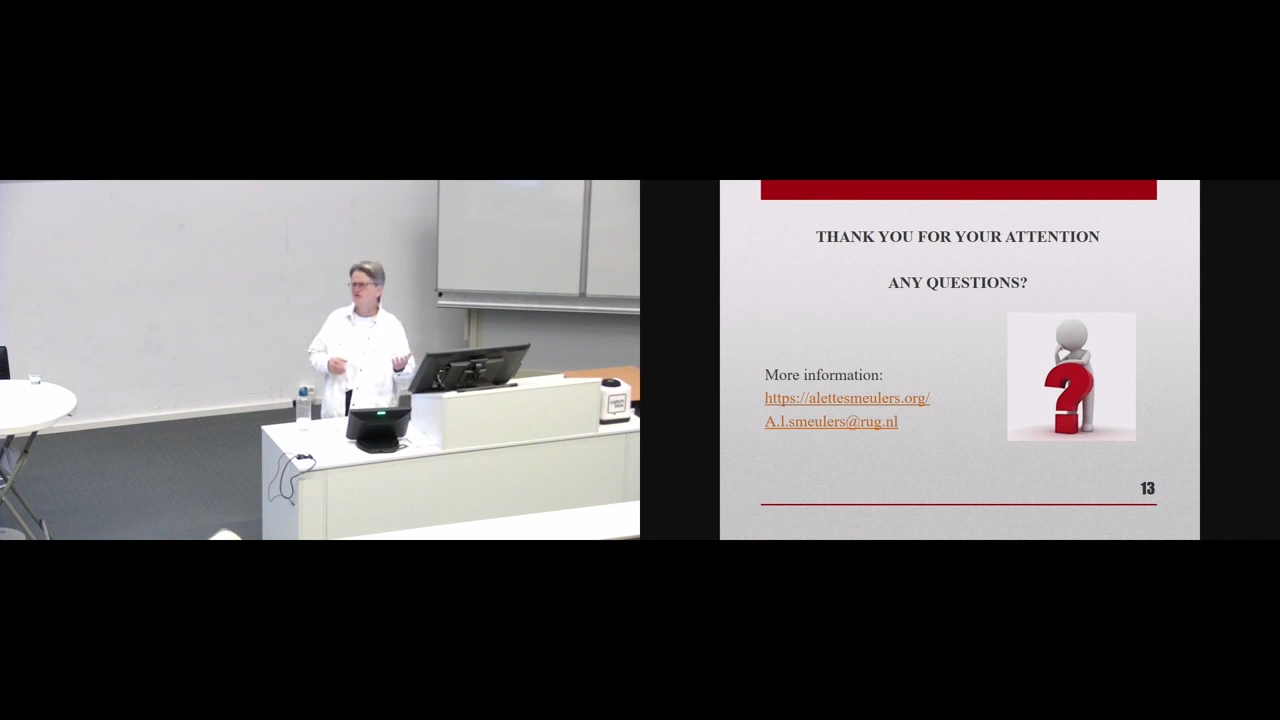 THANK YOU FOR YOUR ATTENTION
ANY QUESTIONS?
More information:
https://alettesmeulers.org/
A.l.smeulers@rug.nl
13